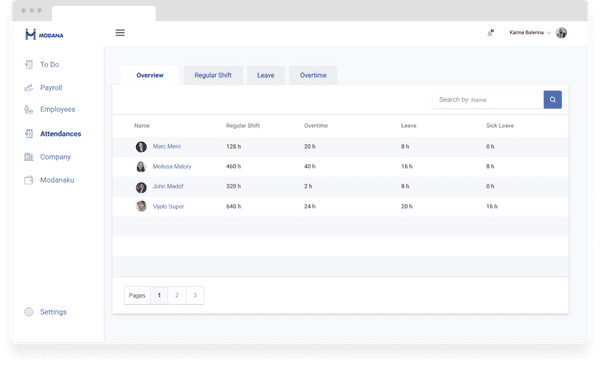 MODANA
Karina Balerina
To Do
Payroll
Employees
Attendances
Company
Modanaku
Settings
Overview Regular Shift Leave Overtime
Search by Name
Name Regular Shift Overtime Leave Sick Leave
Marc Mero 128 h 20 h 8 h 0 h
Melissa Malory 460 h 40 h 16 h 8 h
John Medof 320 h 2 h 8 h 0 h
Vijelo Super 640 h 24 h 20 h 16 h
Pages 1 2 3